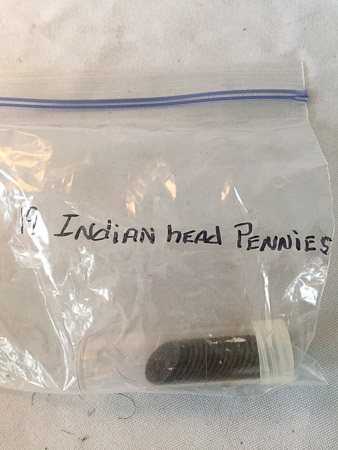 19 INdiAN heAd PENNiES